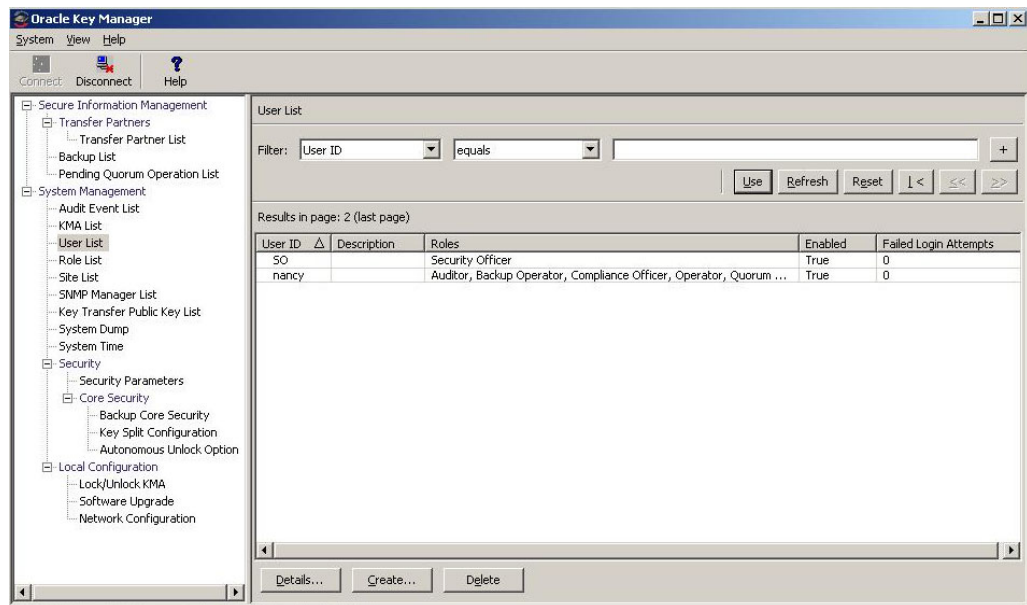 Oracle Key Manager
System View Help
Connect Disconnect Help
Secure Information Management
Transfer Partners
Transfer Partner List
Backup List
Pending Quorum Operation List
System Management
Audit Event List
KMA List
User List
Role List
Site List
SNMP Manager List
Key Transfer Public Key List
System Dump
System Time
Security
Security Parameters
Core Security
Backup Core Security
Key Split Configuration
Autonomous Unlock Option
Local Configuration
Lock/Unlock KMA
Software Upgrade
Network Configuration
User List
Filter: User ID equals +
Use Refresh Reset |< << >>
Results in page: 2 (last page)
User ID Description Roles Enabled Failed Login Attempts
SO Security Officer True 0
nancy Auditor, Backup Operator, Compliance Officer, Operator, Quorum ... True 0
Details... Create... Delete